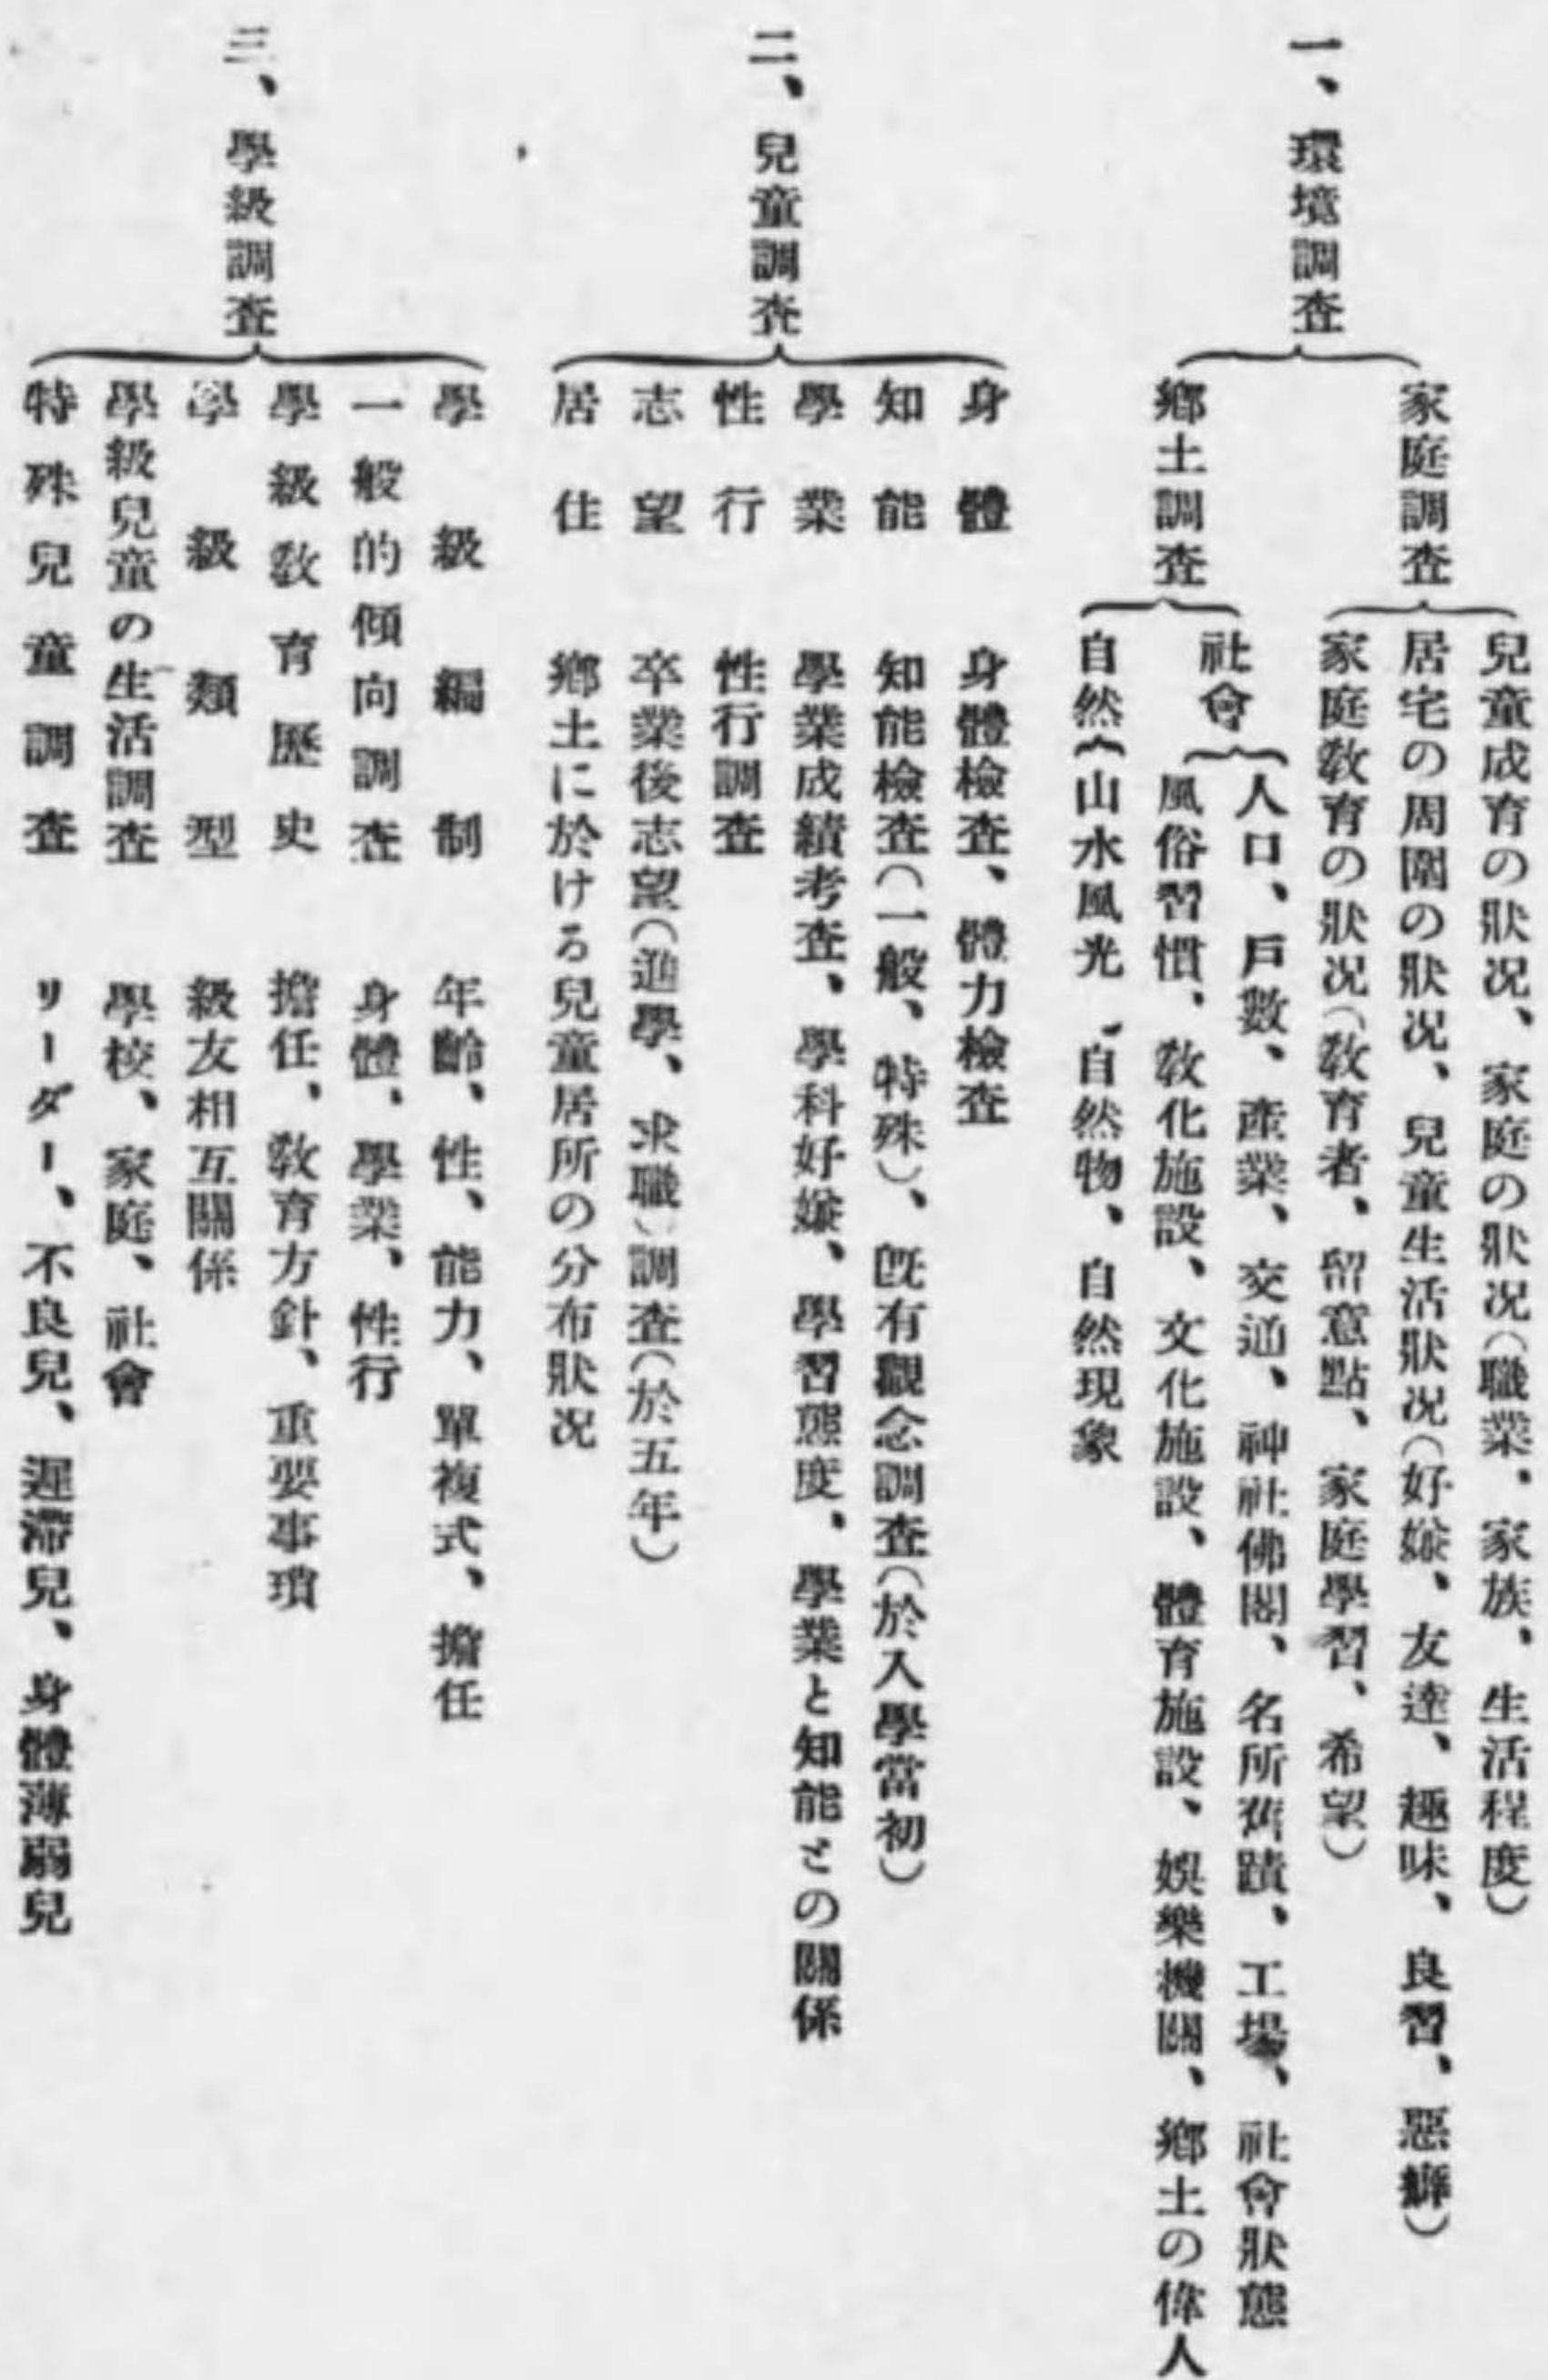 一、環境調査
家庭調査
兒童成育の狀況、家庭の狀況(職業、家族、生活程度)
居宅の周圍の狀況、兒童生活狀況(好嫌、友達、趣味、良習、惡癖)
家庭敎育の狀況(敎育者、留意點、家庭學習、希望)
鄕土調査
社會
人口、戶數、產業、交通、神社佛閣、名所舊蹟、工場、社會狀態
風俗習慣、敎化施設、文化施設、體育施設、娛樂機關、鄕土の偉人
自然
山水風光、自然物、自然現象
二、兒童調査
身體 身體檢査、體力檢査
知能 知能檢査(一般、特殊)、旣有觀念調査(於入學當初)
學業 學業成績考査、學科好嫌、學習態度、學業と知能との關係
性行 性行調査
志望 卒業後志望(進學、求職)調査(於五年)
居住 鄕土に於ける兒童居所の分布狀況
三、學級調査
學級編制 年齡、性、能力、單複式、擔任
一般的傾向調査 身體、學業、性行
學級敎育歷史 擔任、敎育方針、重要事項
學級類型 級友相互關係
學級兒童の生活調査 學校、家庭、社會
特殊兒童調査 リーダー、不良兒、遲滯兒、身體薄弱兒